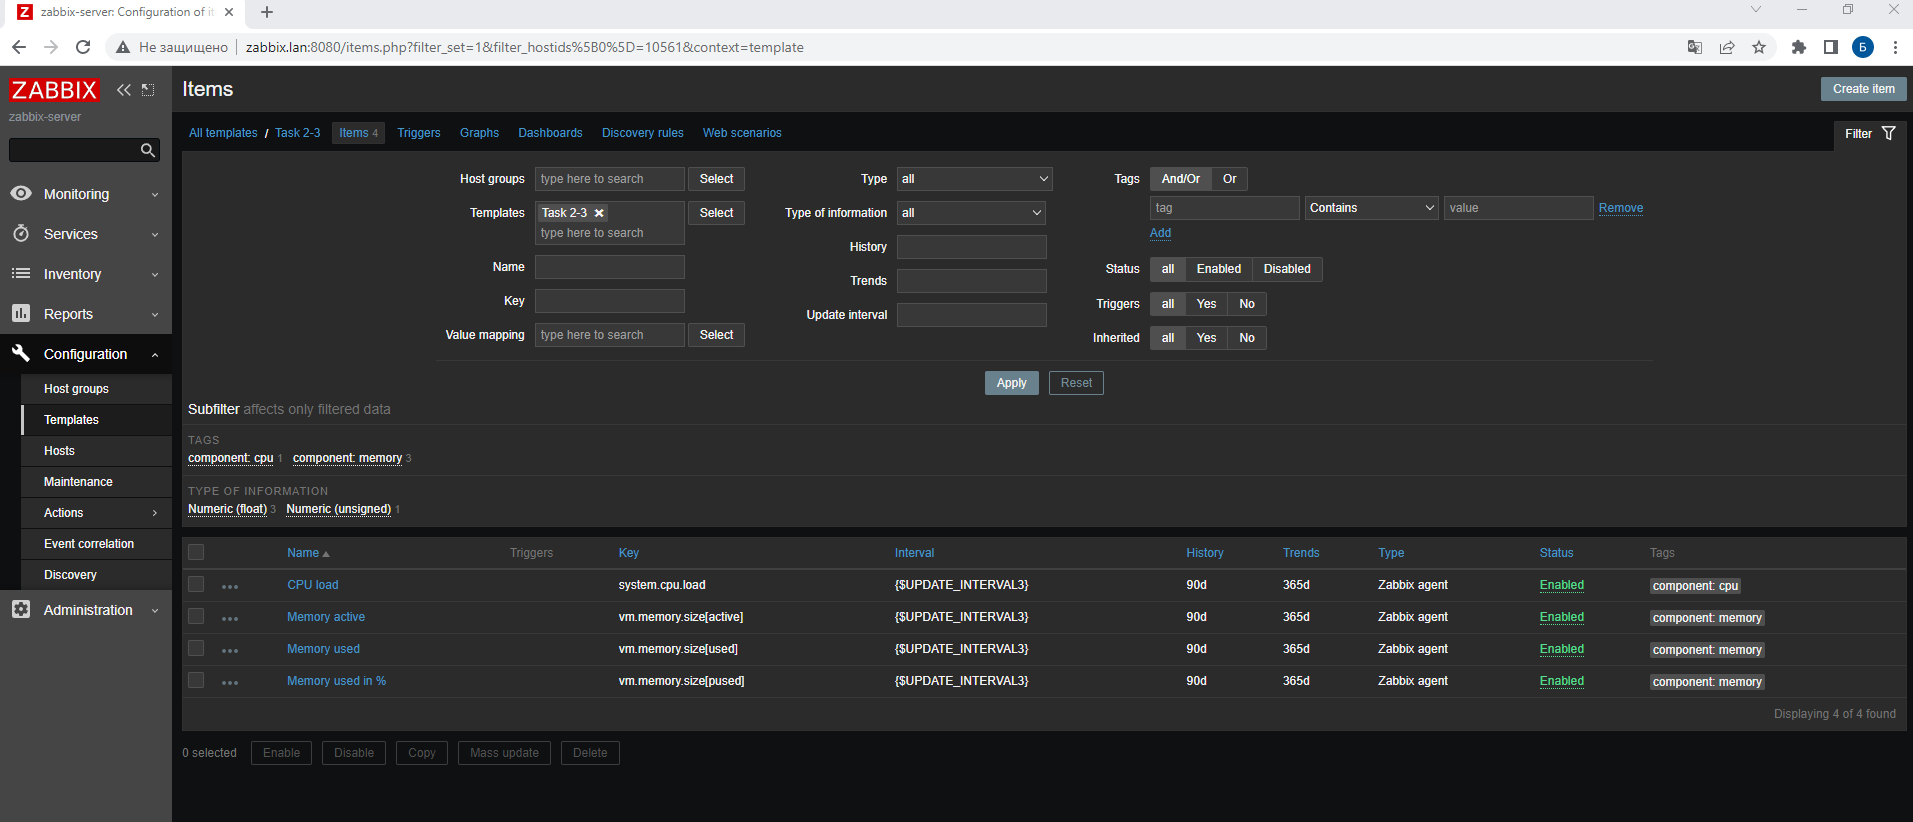 zabbix-server: Configuration of it
Не защищено
zabbix.lan:8080/items.php?filter_set=1&filter_hostids%5B0%5D=10561&context=template
Б
ZABBIX
zabbix-server
Monitoring
Services
Inventory
Reports
Configuration
Host groups
Templates
Hosts
Maintenance
Actions
Event correlation
Discovery
Administration
Items
Create item
All templates / Task 2-3 Items 4 Triggers Graphs Dashboards Discovery rules Web scenarios
Filter
Host groups type here to search Select
Templates Task 2-3 Select
type here to search
Name
Key
Value mapping type here to search Select
Type all
Type of information all
History
Trends
Update interval
Tags And/Or Or
tag Contains value Remove
Add
Status all Enabled Disabled
Triggers all Yes No
Inherited all Yes No
Apply Reset
Subfilter affects only filtered data
TAGS
component: cpu 1 component: memory 3
TYPE OF INFORMATION
Numeric (float) 3 Numeric (unsigned) 1
Name Triggers Key Interval History Trends Type Status Tags
CPU load system.cpu.load {$UPDATE_INTERVAL3} 90d 365d Zabbix agent Enabled component: cpu
Memory active vm.memory.size[active] {$UPDATE_INTERVAL3} 90d 365d Zabbix agent Enabled component: memory
Memory used vm.memory.size[used] {$UPDATE_INTERVAL3} 90d 365d Zabbix agent Enabled component: memory
Memory used in % vm.memory.size[pused] {$UPDATE_INTERVAL3} 90d 365d Zabbix agent Enabled component: memory
Displaying 4 of 4 found
0 selected Enable Disable Copy Mass update Delete